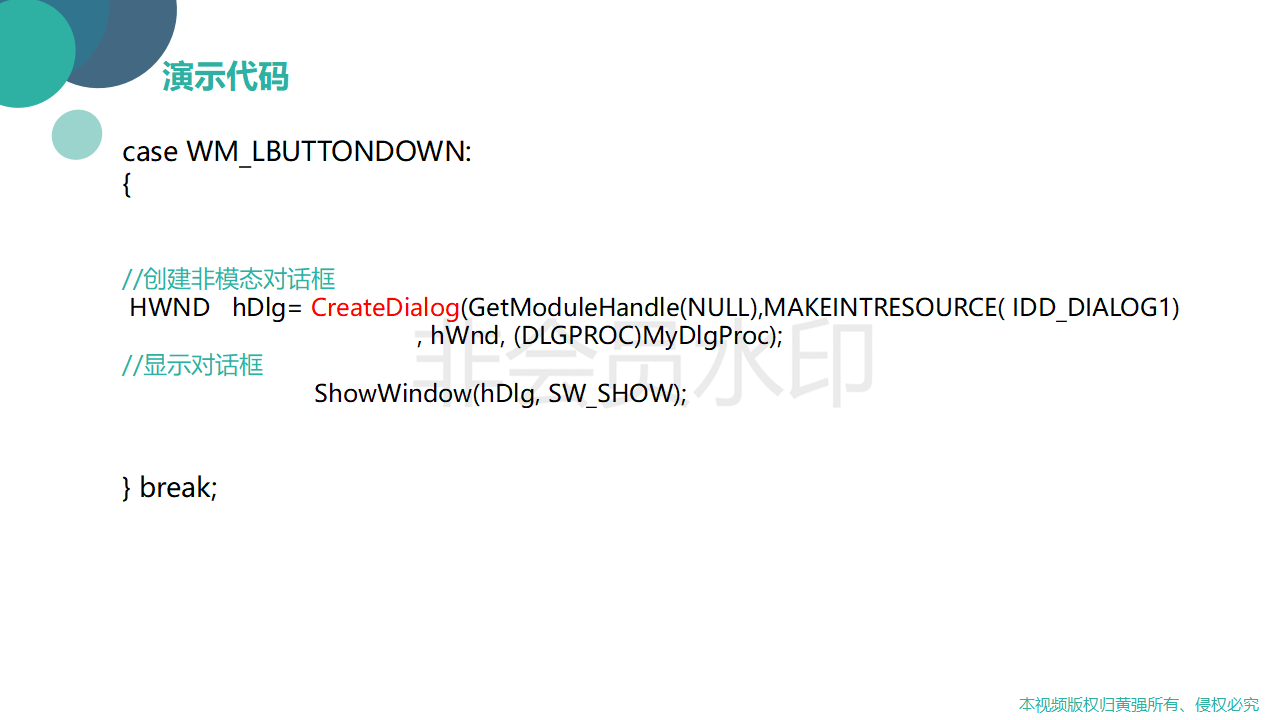 演示代码
case WM_LBUTTONDOWN:
{
//创建非模态对话框
HWND hDlg= CreateDialog(GetModuleHandle(NULL),MAKEINTRESOURCE( IDD_DIALOG1)
, hWnd, (DLGPROC)MyDlgProc);
//显示对话框
ShowWindow(hDlg, SW_SHOW);
非会员水印
} break;
本视频版权归黄强所有、侵权必究